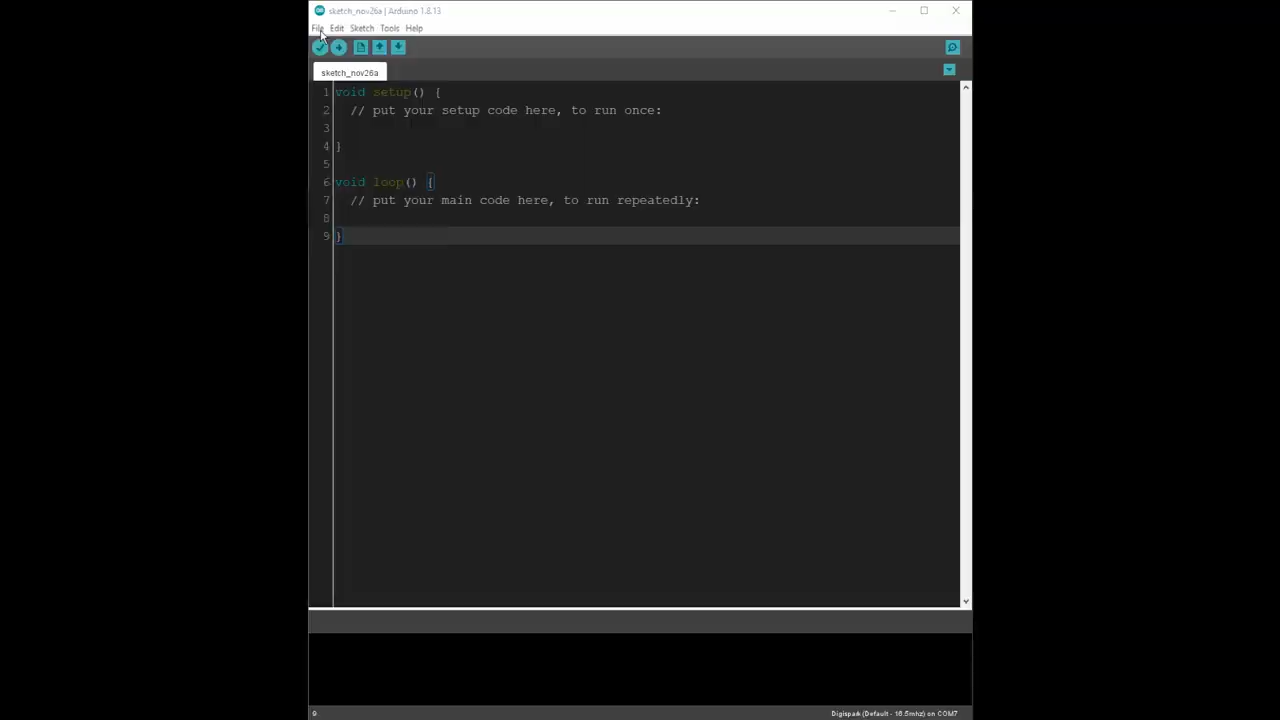 sketch_nov26a | Arduino 1.8.13
File Edit Sketch Tools Help
sketch_nov26a
1 void setup() {
2 // put your setup code here, to run once:
3
4 }
5
6 void loop() {
7 // put your main code here, to run repeatedly:
8
9 }
9 Digispark (Default - 16.5mhz) on COM7